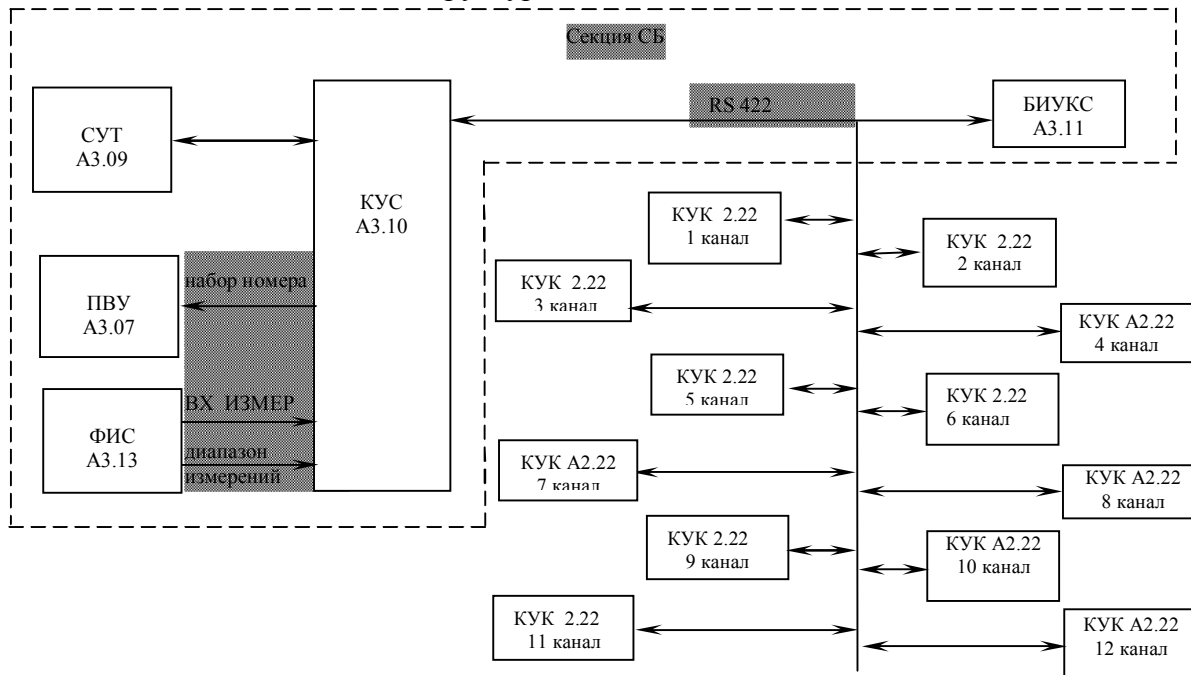 Секция СБ
RS 422
СУТ
А3.09
КУС
А3.10
БИУКС
А3.11
набор номера
ПВУ
А3.07
ВХ ИЗМЕР
ФИС
А3.13
диапазон
измерений
КУК 2.22
1 канал
КУК 2.22
2 канал
КУК 2.22
3 канал
КУК А2.22
4 канал
КУК 2.22
5 канал
КУК 2.22
6 канал
КУК А2.22
7 канал
КУК А2.22
8 канал
КУК 2.22
9 канал
КУК А2.22
10 канал
КУК 2.22
11 канал
КУК А2.22
12 канал